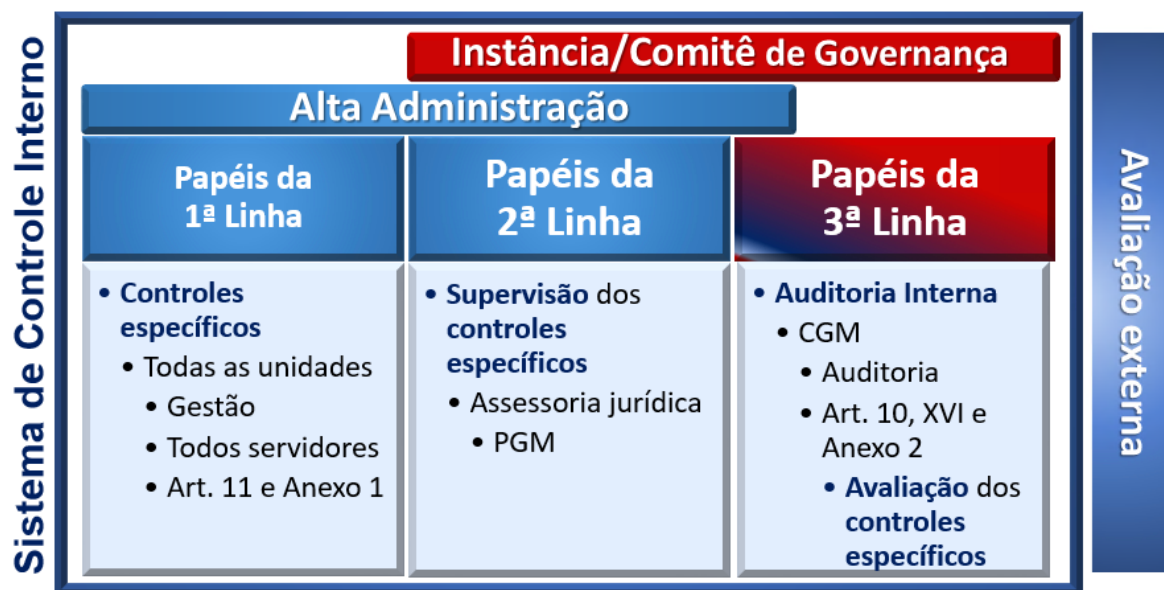 Sistema de Controle Interno
Instância/Comitê de Governança
Alta Administração
Papéis da
1ª Linha
• Controles
específicos
• Todas as unidades
• Gestão
• Todos servidores
• Art. 11 e Anexo 1
Papéis da
2ª Linha
• Supervisão dos
controles
específicos
• Assessoria jurídica
• PGM
Papéis da
3ª Linha
• Auditoria Interna
• CGM
• Auditoria
• Art. 10, XVI e
Anexo 2
• Avaliação dos
controles
específicos
Avaliação externa